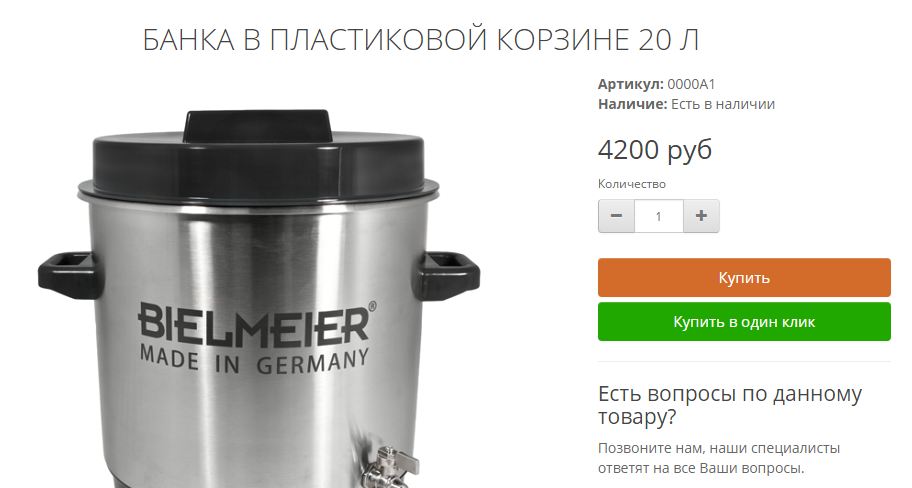 БАНКА В ПЛАСТИКОВОЙ КОРЗИНЕ 20 Л
Артикул: 0000A1
Наличие: Есть в наличии
4200 руб
Количество
− 1 +
Купить
Купить в один клик
Есть вопросы по данному
товару?
Позвоните нам, наши специалисты
ответят на все Ваши вопросы.
BIELMEIER®
MADE IN GERMANY